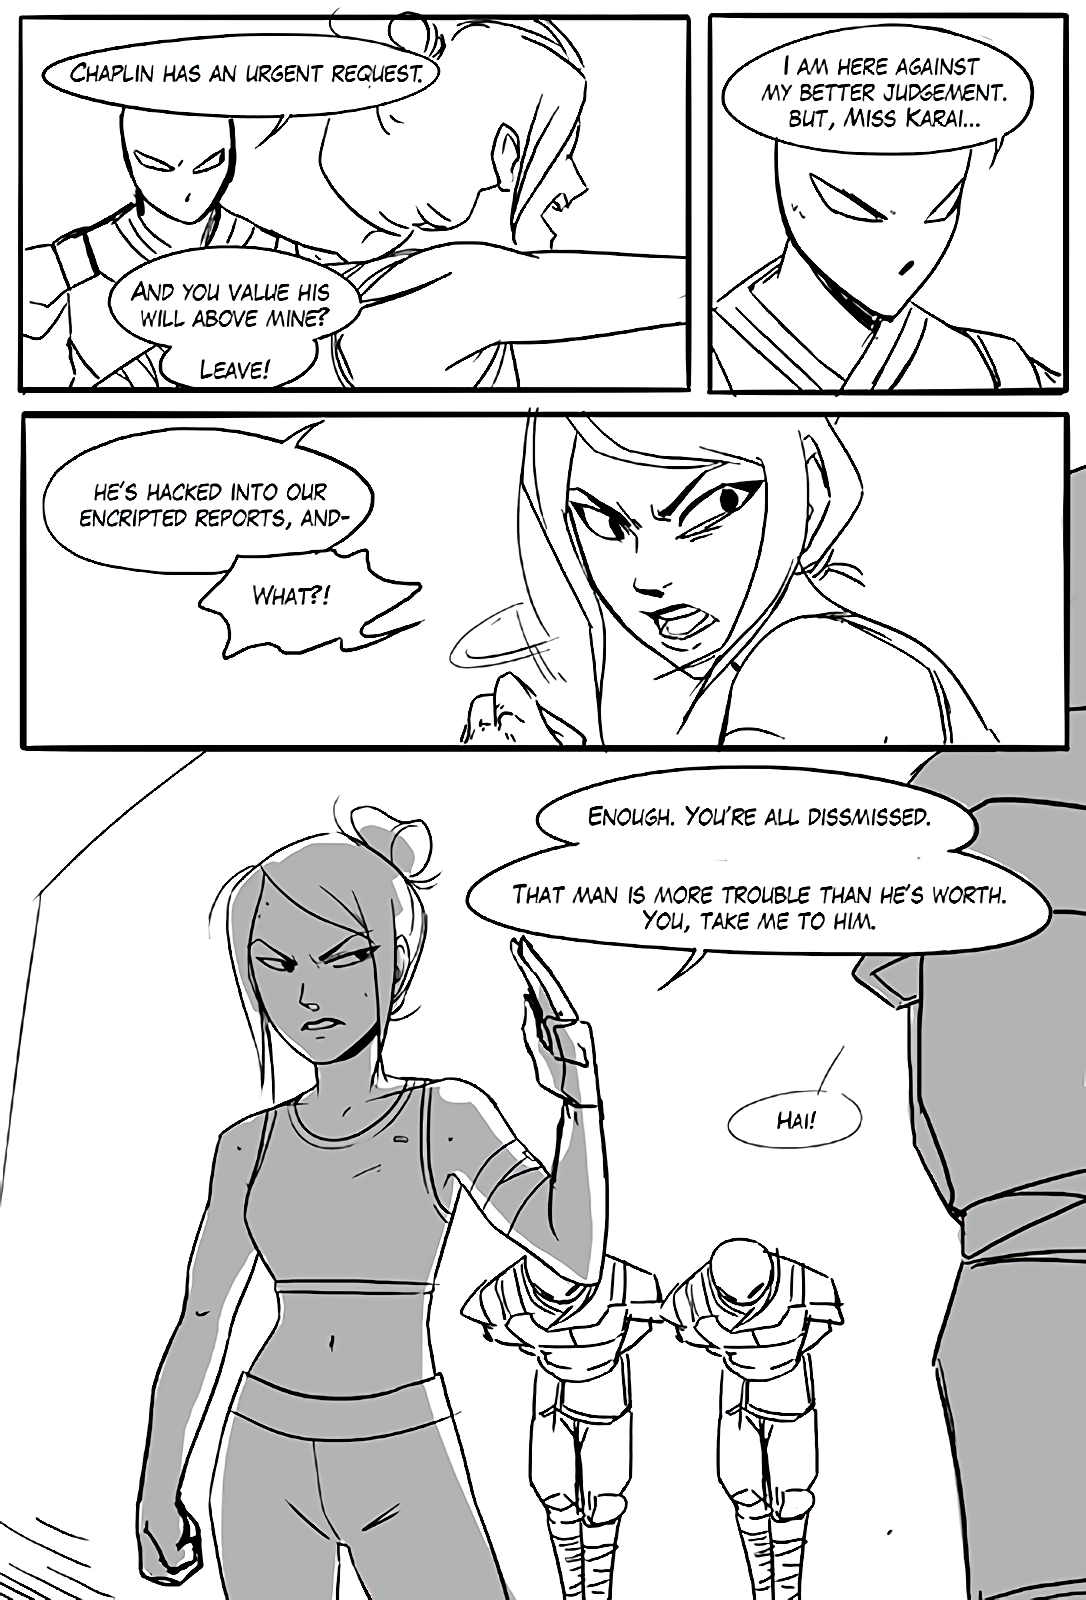 Chaplin has an urgent request.
And you value his
will above mine?
Leave!
I am here against
my better judgement.
but, Miss Karai...
he's hacked into our
encripted reports, and-
What?!
Enough. You're all dissmissed.
That man is more trouble than he's worth.
You, take me to him.
Hai!